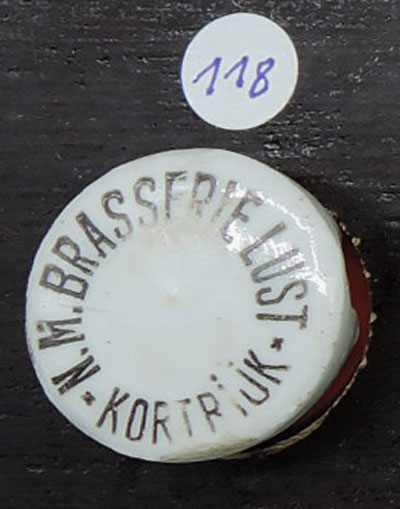 118
N.M. BRASSERIE LUST
* KORTRIJK *